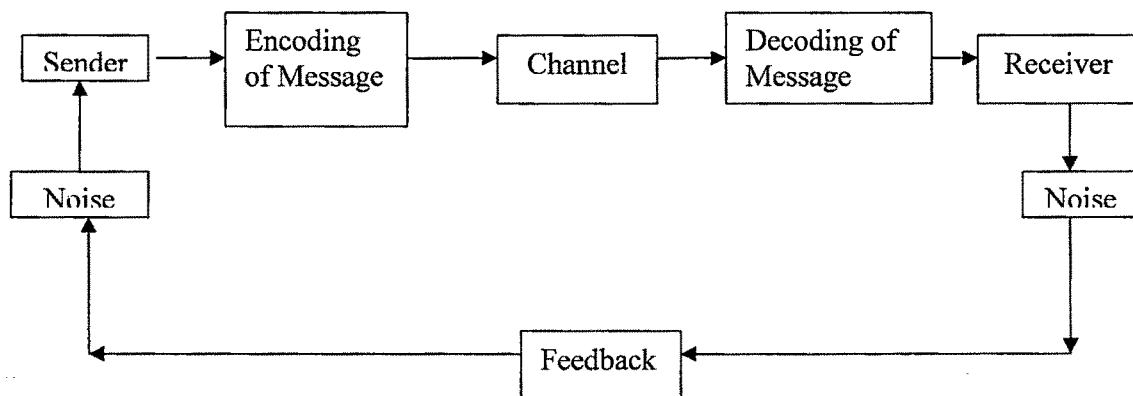 Sender
Encoding
of Message
Channel
Decoding of
Message
Receiver
Noise
Noise
Feedback